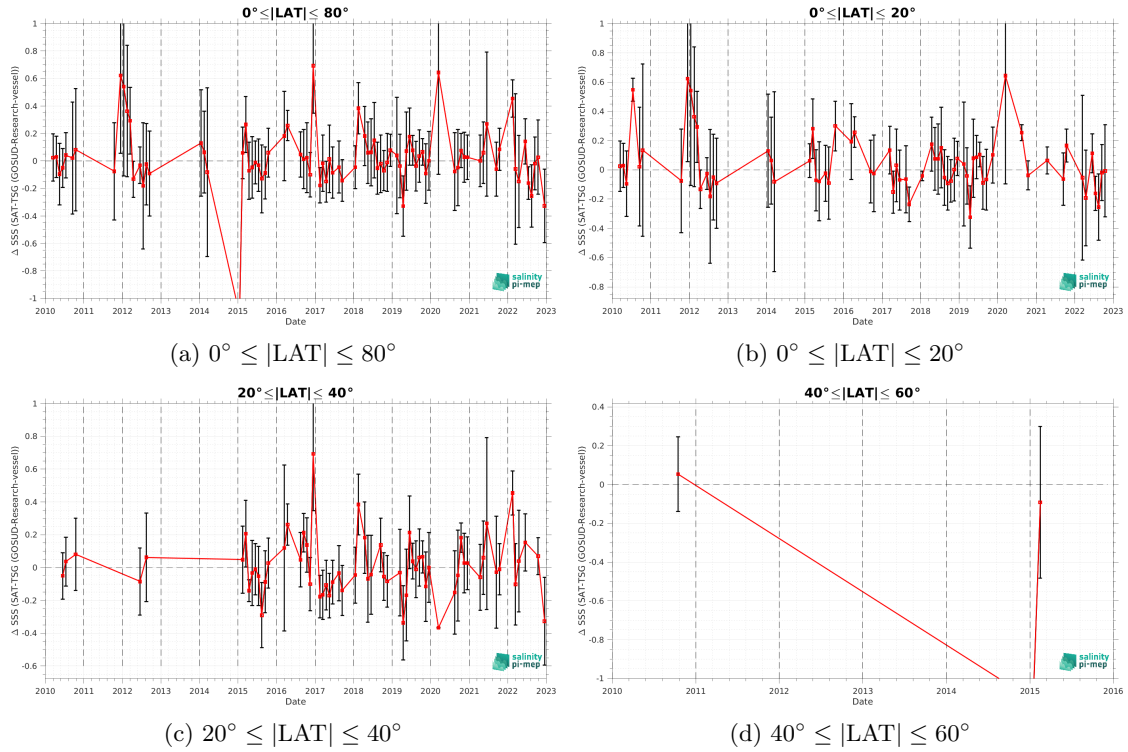 0°≤|LAT|≤ 80°
Δ SSS (SAT-TSG (GOSUD-Research-vessel))
1
0.8
0.6
0.4
0.2
0
-0.2
-0.4
-0.6
-0.8
-1
2010 2011 2012 2013 2014 2015 2016 2017 2018 2019 2020 2021 2022 2023
Date
salinity
pi-mep
(a) 0° ≤ |LAT| ≤ 80°
0°≤|LAT|≤ 20°
Δ SSS (SAT-TSG (GOSUD-Research-vessel))
1
0.8
0.6
0.4
0.2
0
-0.2
-0.4
-0.6
-0.8
2010 2011 2012 2013 2014 2015 2016 2017 2018 2019 2020 2021 2022 2023
Date
salinity
pi-mep
(b) 0° ≤ |LAT| ≤ 20°
20°≤|LAT|≤ 40°
Δ SSS (SAT-TSG (GOSUD-Research-vessel))
1
0.8
0.6
0.4
0.2
0
-0.2
-0.4
-0.6
2010 2011 2012 2013 2014 2015 2016 2017 2018 2019 2020 2021 2022 2023
Date
salinity
pi-mep
(c) 20° ≤ |LAT| ≤ 40°
40°≤|LAT|≤ 60°
Δ SSS (SAT-TSG (GOSUD-Research-vessel))
0.4
0.2
0
-0.2
-0.4
-0.6
-0.8
-1
2010 2011 2012 2013 2014 2015 2016
Date
salinity
pi-mep
(d) 40° ≤ |LAT| ≤ 60°